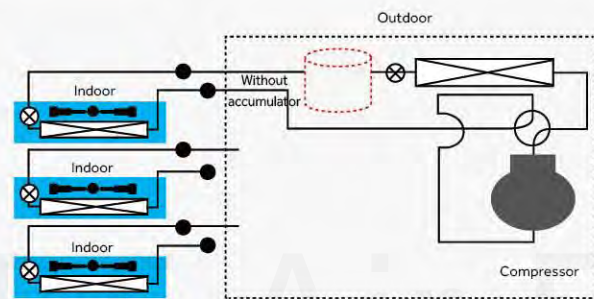 Outdoor
Indoor
Without
accumulator
Indoor
Indoor
Compressor